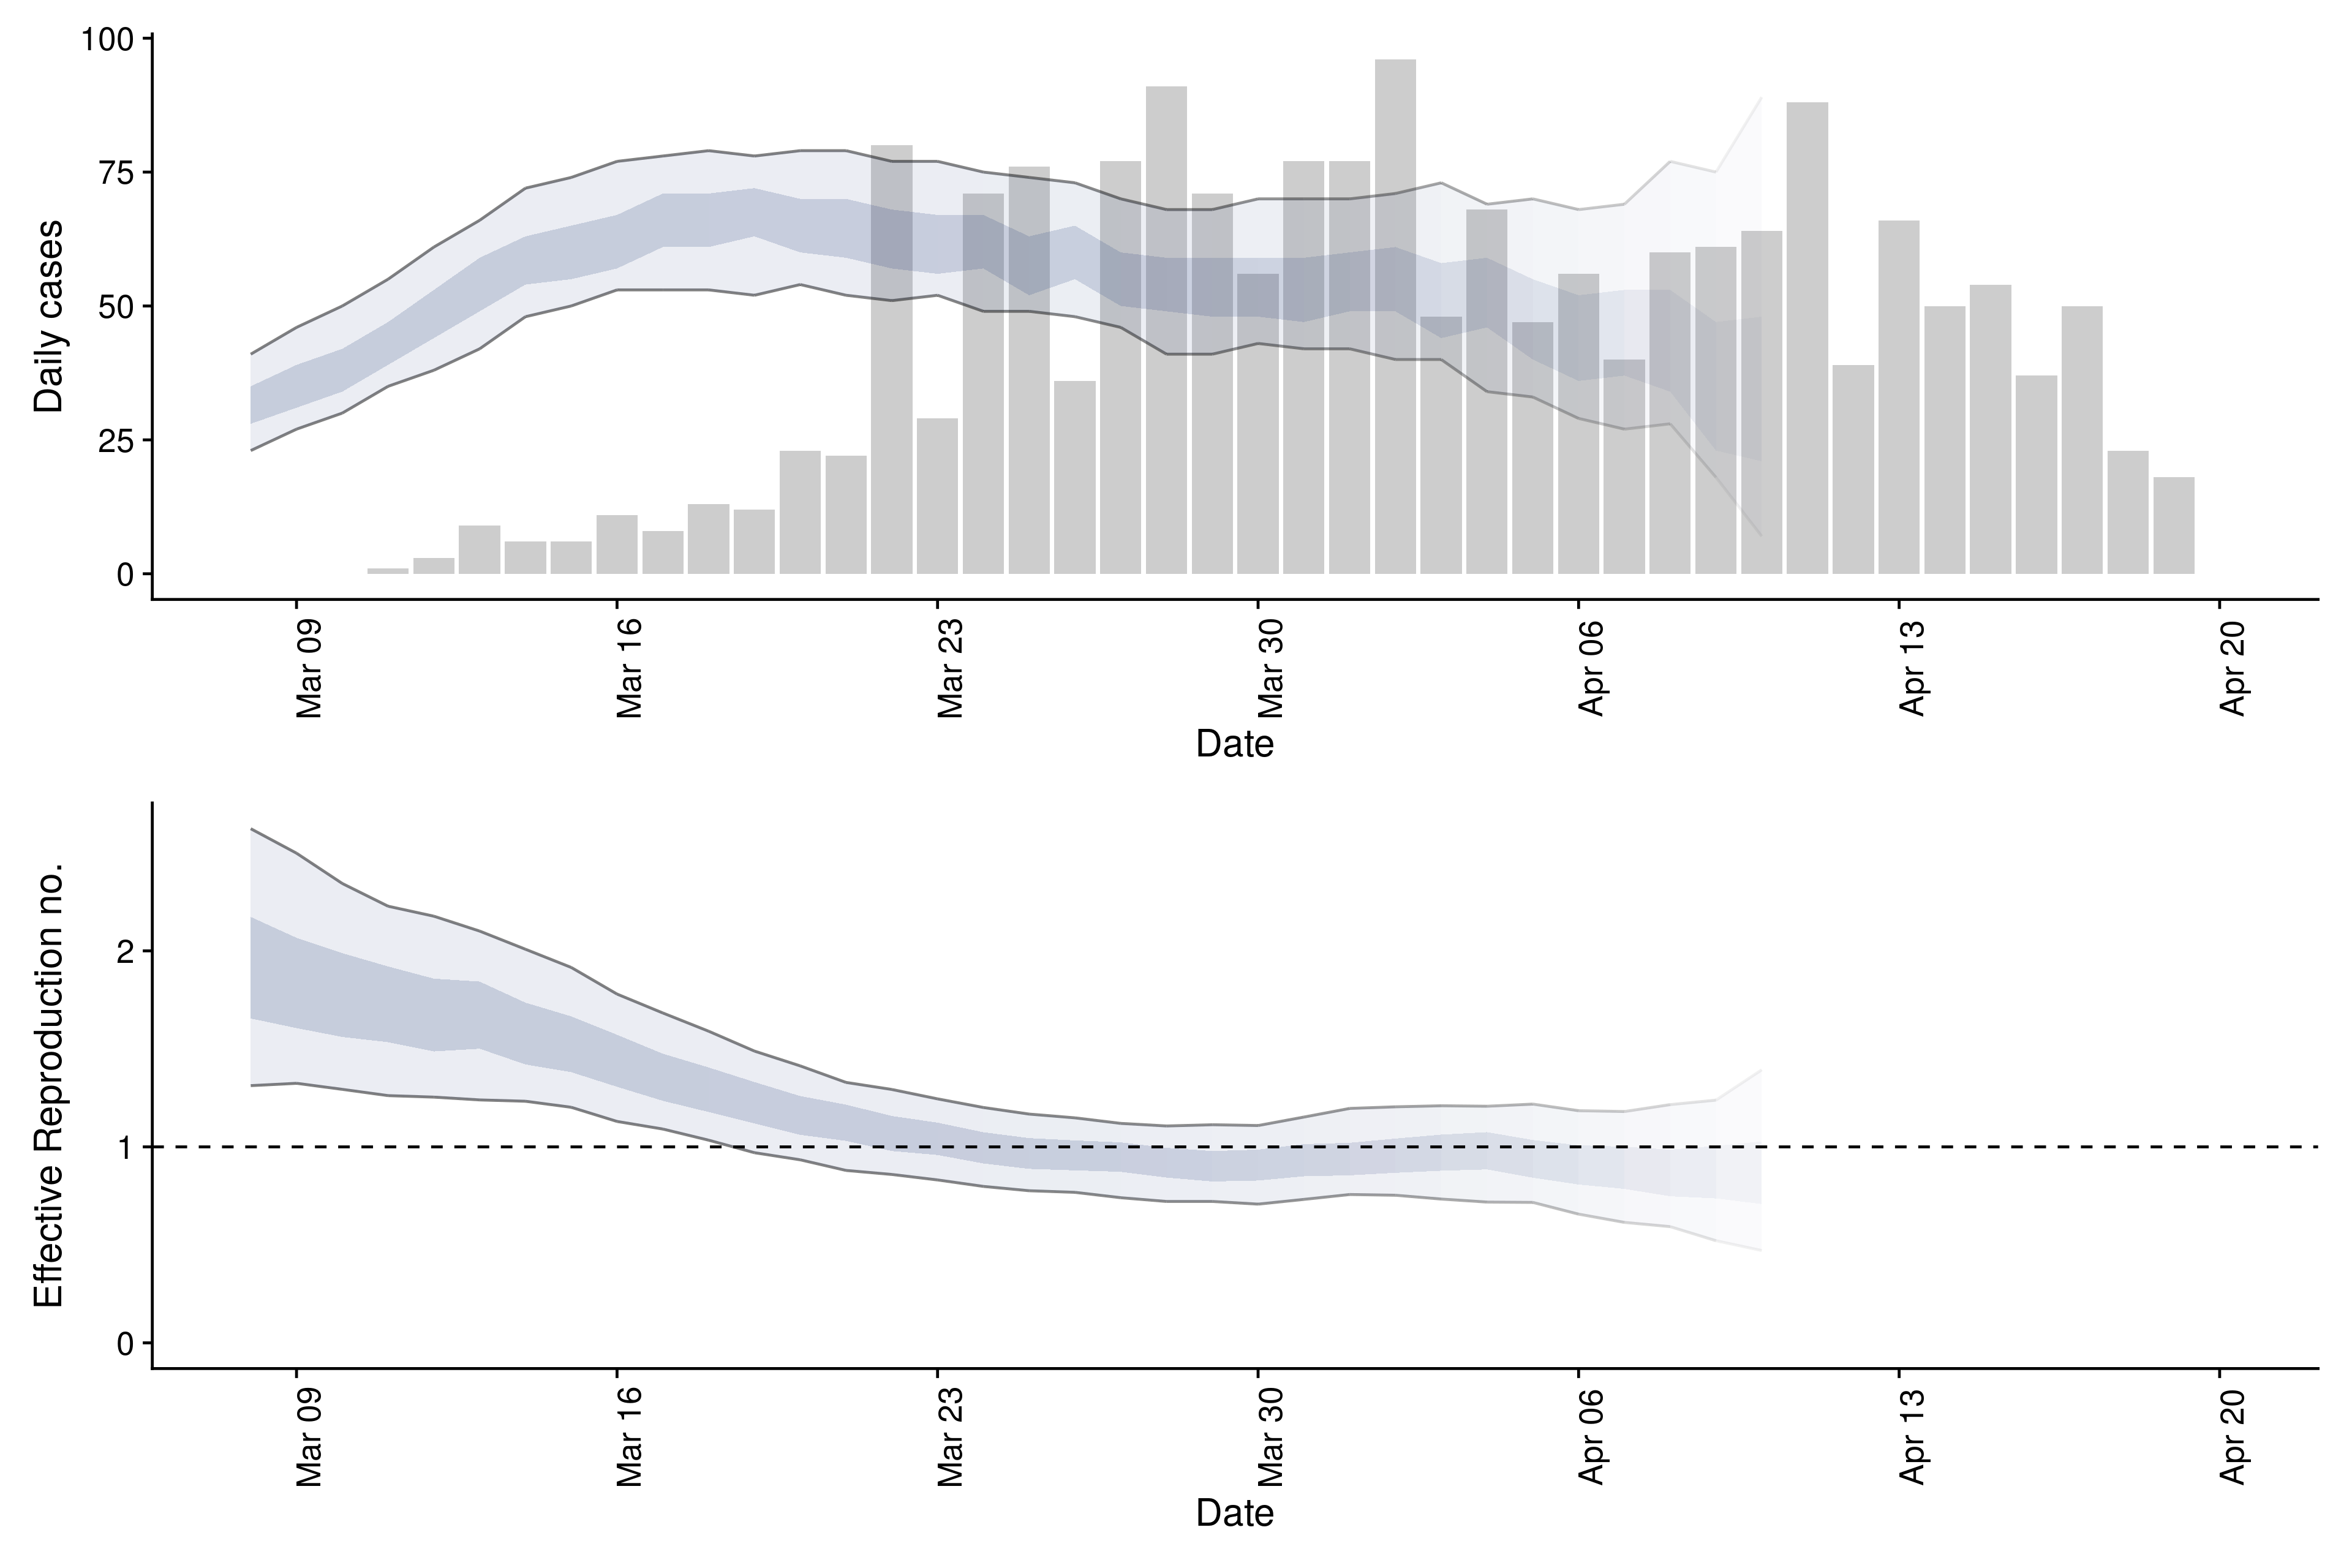 100
75
50
25
0
Daily cases
Mar 09
Mar 16
Mar 23
Mar 30
Apr 06
Apr 13
Apr 20
Date
2
1
0
Effective Reproduction no.
Mar 09
Mar 16
Mar 23
Mar 30
Apr 06
Apr 13
Apr 20
Date